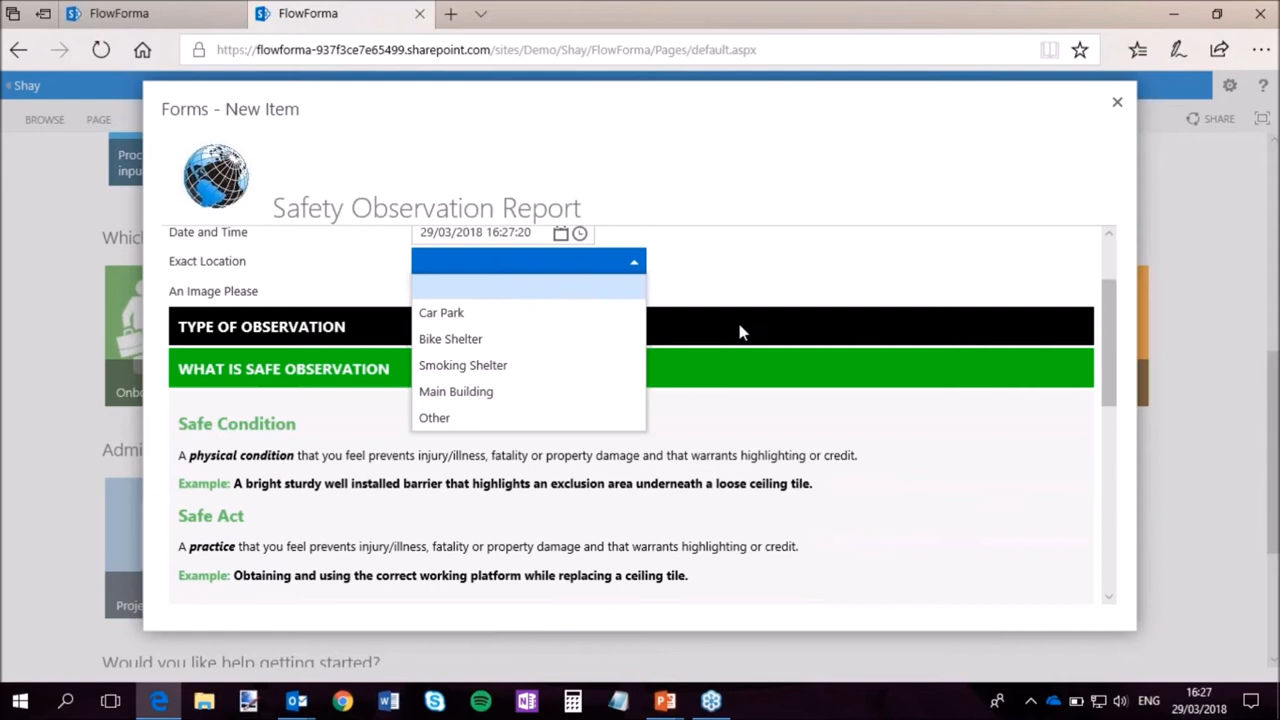 FlowForma
FlowForma
https://flowforma-937f3ce7e65499.sharepoint.com/sites/Demo/Shay/FlowForma/Pages/default.aspx
Shay
BROWSE PAGE
SHARE
Forms - New Item
Safety Observation Report
Date and Time
29/03/2018 16:27:20
Exact Location
An Image Please
Car Park
Bike Shelter
Smoking Shelter
Main Building
Other
TYPE OF OBSERVATION
WHAT IS SAFE OBSERVATION
Safe Condition
A physical condition that you feel prevents injury/illness, fatality or property damage and that warrants highlighting or credit.
Example: A bright sturdy well installed barrier that highlights an exclusion area underneath a loose ceiling tile.
Safe Act
A practice that you feel prevents injury/illness, fatality or property damage and that warrants highlighting or credit.
Example: Obtaining and using the correct working platform while replacing a ceiling tile.
Proc
inpu
Whic
Onbo
Admi
Proje
Would you like help getting started?
ENG
16:27
29/03/2018